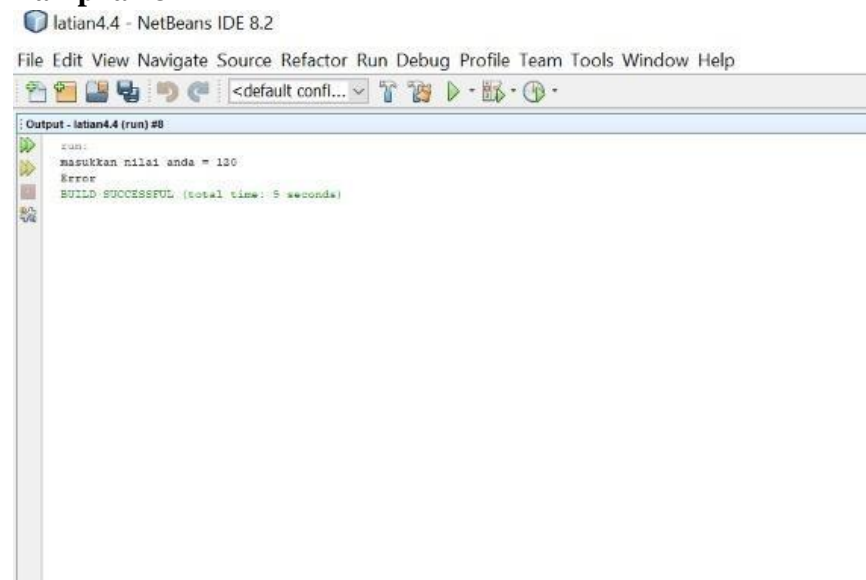 latian4.4 - NetBeans IDE 8.2
File Edit View Navigate Source Refactor Run Debug Profile Team Tools Window Help
<default confi...
Output - latian4.4 (run) #8
run:
masukkan nilai anda = 130
Error
BUILD SUCCESSFUL (total time: 5 seconds)